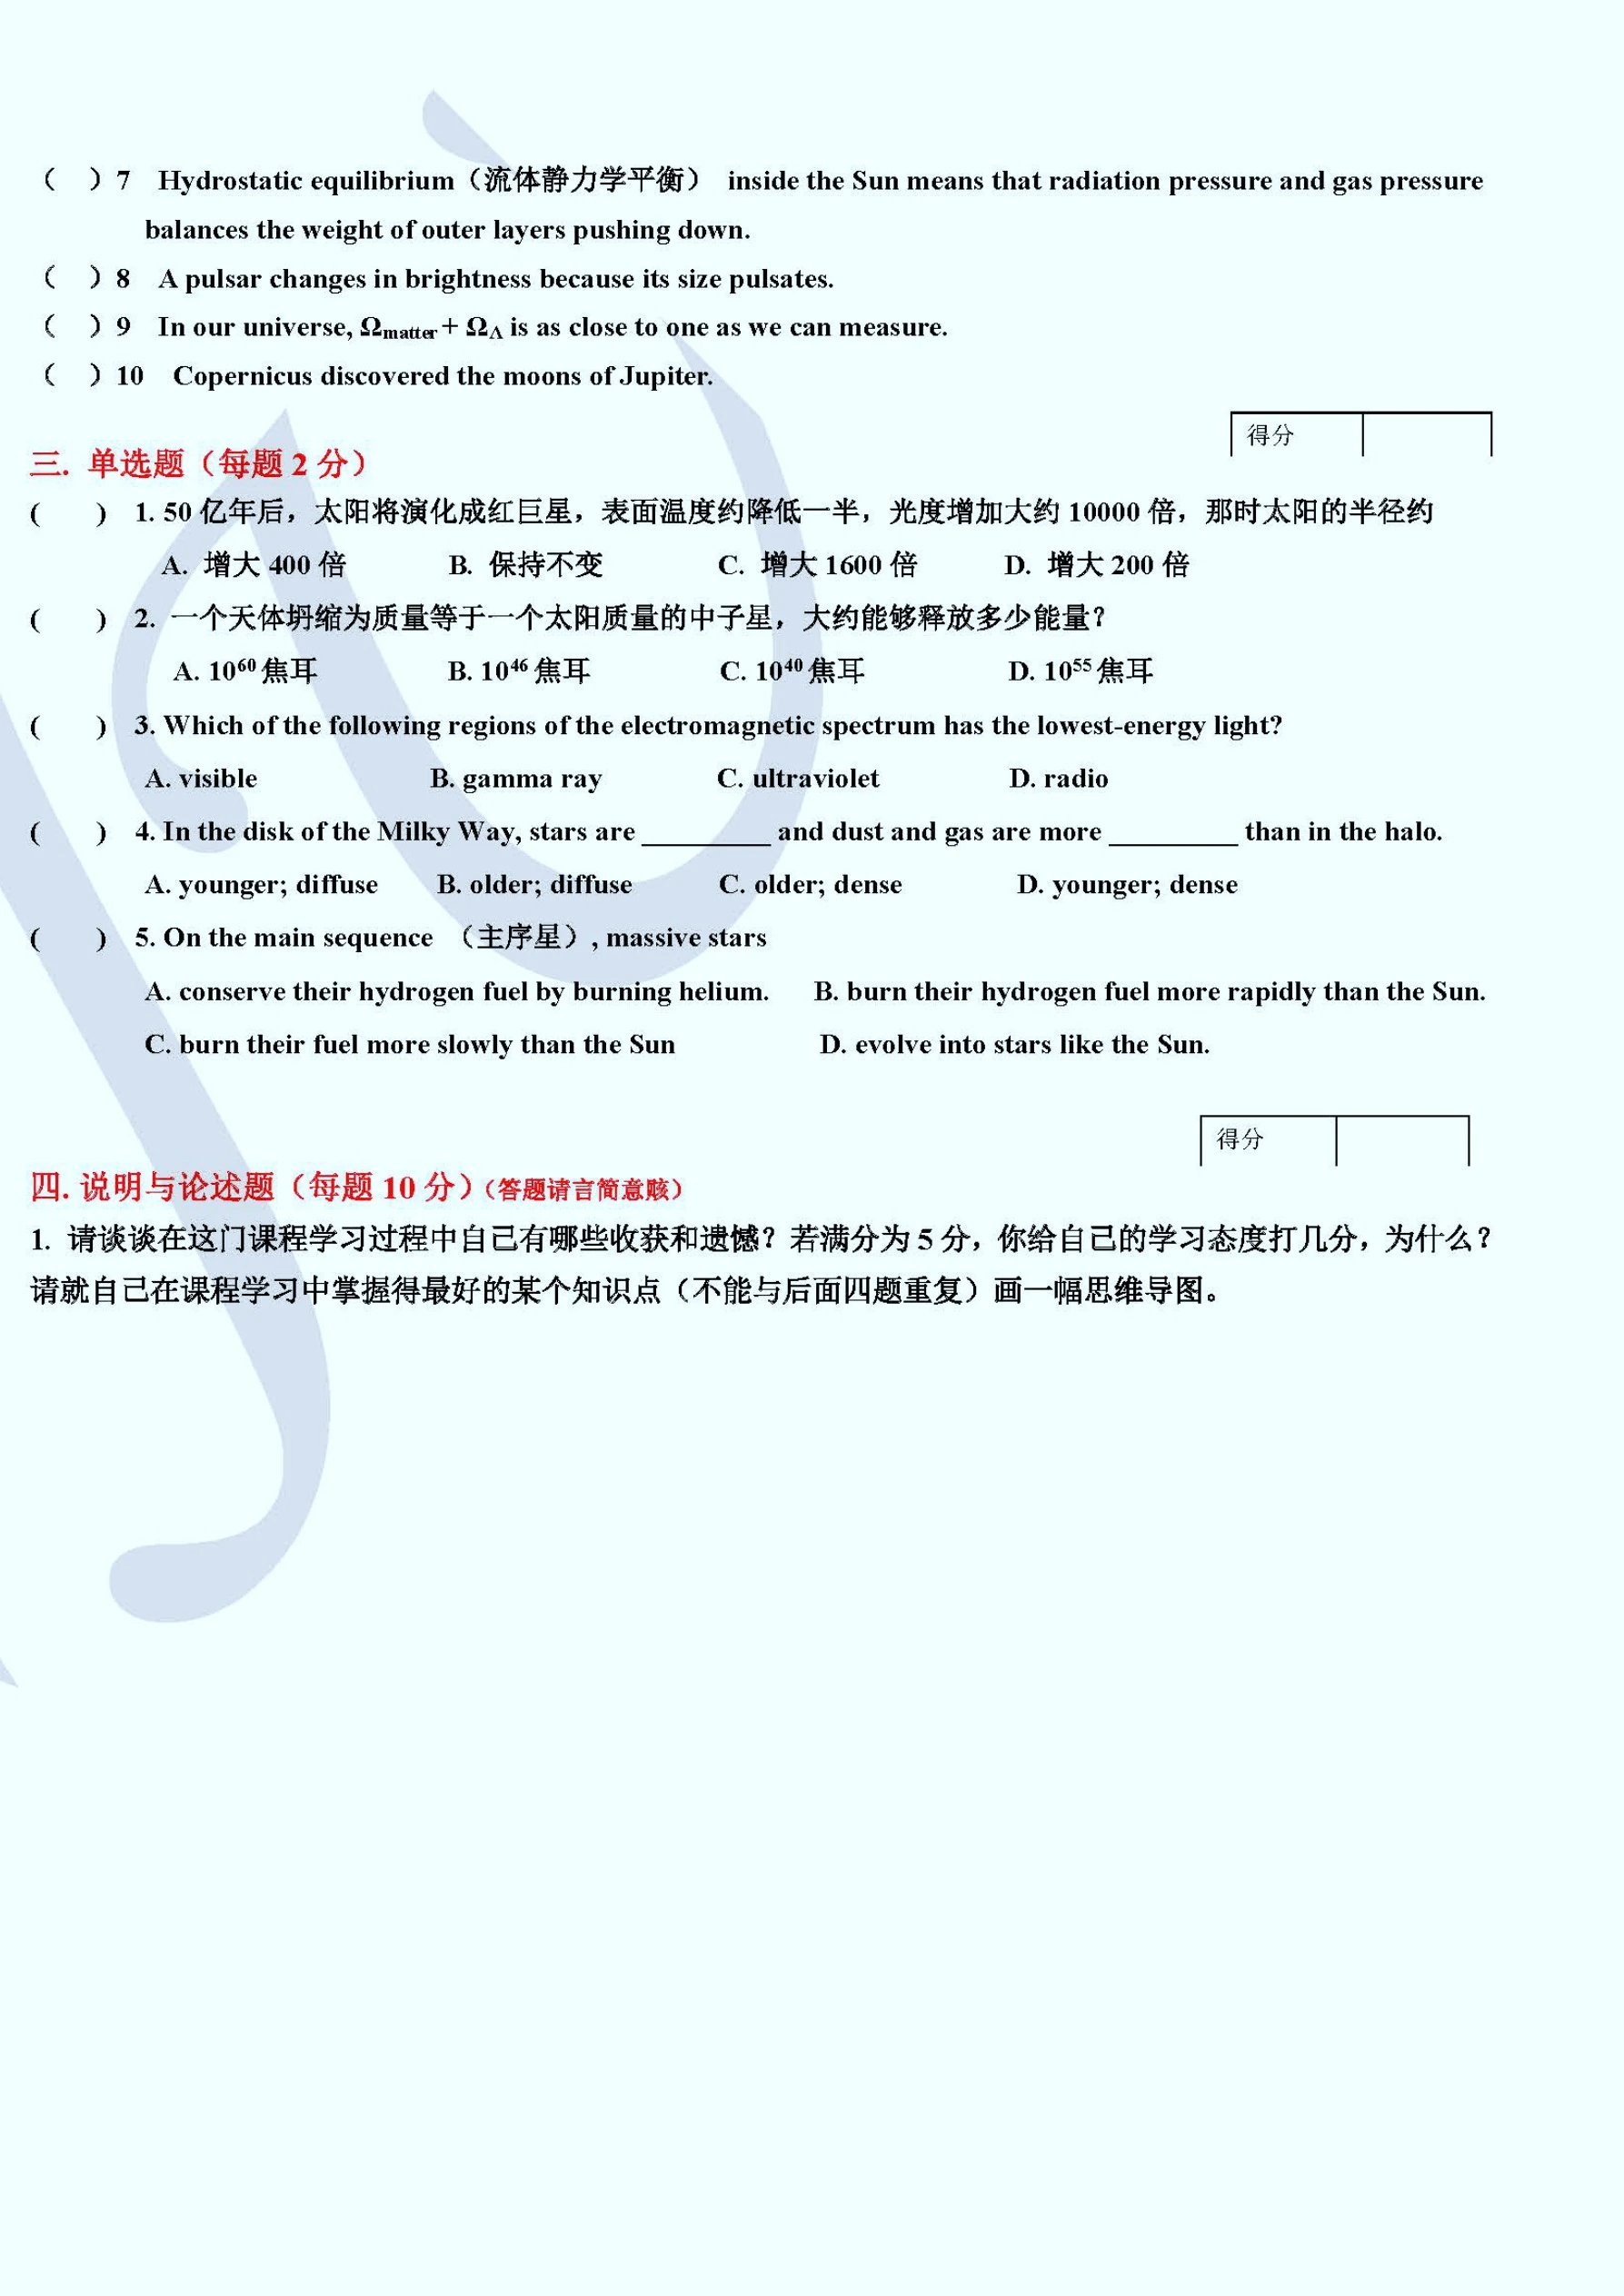 （  ）7 Hydrostatic equilibrium（流体静力学平衡） inside the Sun means that radiation pressure and gas pressure
balances the weight of outer layers pushing down.
（  ）8 A pulsar changes in brightness because its size pulsates.
（  ）9 In our universe, Ωmatter+ ΩΛ is as close to one as we can measure.
（  ）10 Copernicus discovered the moons of Jupiter.
得分
三. 单选题（每题 2 分）
(  ) 1. 50 亿年后，太阳将演化成红巨星，表面温度约降低一半，光度增加大约 10000 倍，那时太阳的半径约
A. 增大 400 倍 B. 保持不变 C. 增大 1600 倍 D. 增大 200 倍
(  ) 2. 一个天体坍缩为质量等于一个太阳质量的中子星，大约能够释放多少能量？
A. 10⁶⁰ 焦耳 B. 10⁴⁶ 焦耳 C. 10⁴⁰ 焦耳 D. 10⁵⁵ 焦耳
(  ) 3. Which of the following regions of the electromagnetic spectrum has the lowest-energy light?
A. visible B. gamma ray C. ultraviolet D. radio
(  ) 4. In the disk of the Milky Way, stars are _________ and dust and gas are more _________ than in the halo.
A. younger; diffuse B. older; diffuse C. older; dense D. younger; dense
(  ) 5. On the main sequence （主序星）, massive stars
A. conserve their hydrogen fuel by burning helium. B. burn their hydrogen fuel more rapidly than the Sun.
C. burn their fuel more slowly than the Sun D. evolve into stars like the Sun.
得分
四. 说明与论述题（每题 10 分）（答题请言简意赅）
1. 请谈谈在这门课程学习过程中自己有哪些收获和遗憾？若满分为 5 分，你给自己的学习态度打几分，为什么？
请就自己在课程学习中掌握得最好的某个知识点（不能与后面四题重复）画一幅思维导图。